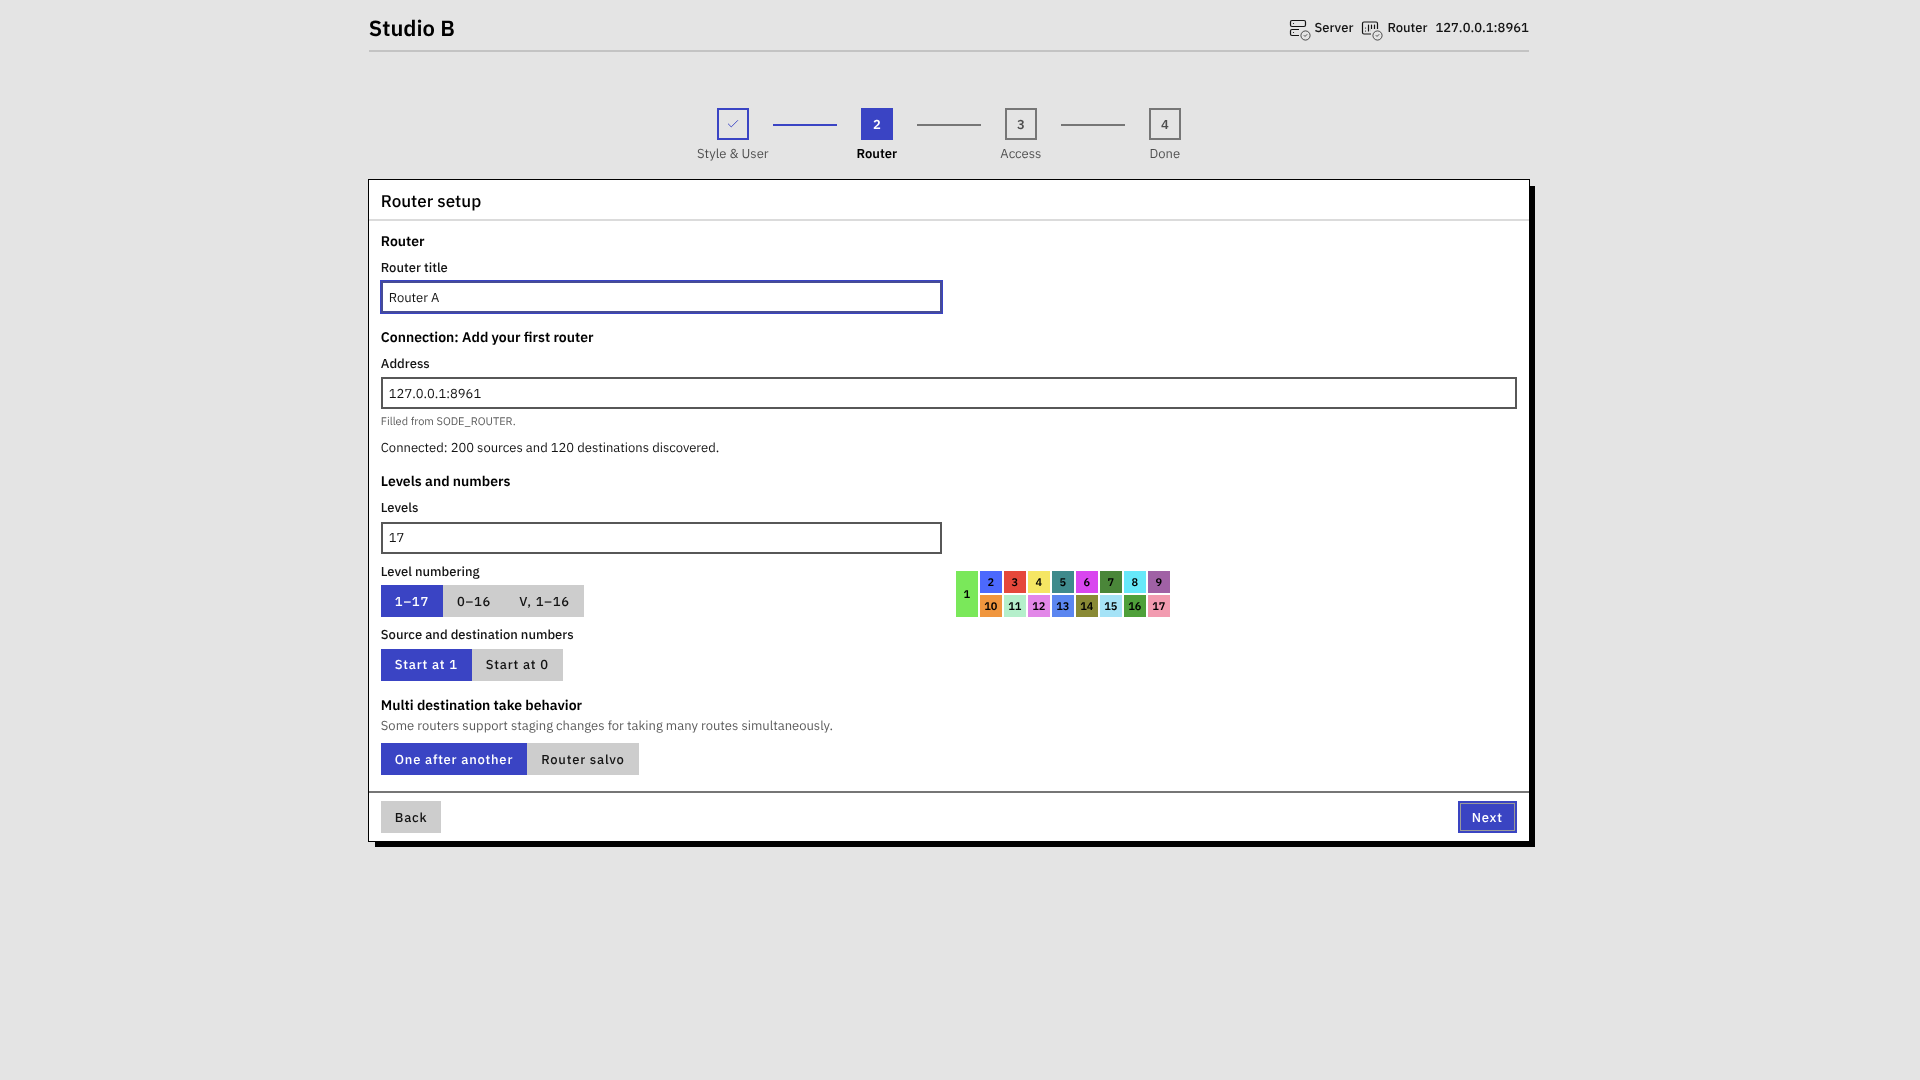 Studio B
Server Router 127.0.0.1:8961
2 3 4
Style & User Router Access Done
Router setup
Router
Router title
Router A
Connection: Add your first router
Address
127.0.0.1:8961
Filled from SODE_ROUTER.
Connected: 200 sources and 120 destinations discovered.
Levels and numbers
Levels
17
Level numbering
1–17 0–16 V, 1–16
1 2 3 4 5 6 7 8 9
10 11 12 13 14 15 16 17
Source and destination numbers
Start at 1 Start at 0
Multi destination take behavior
Some routers support staging changes for taking many routes simultaneously.
One after another Router salvo
Back Next